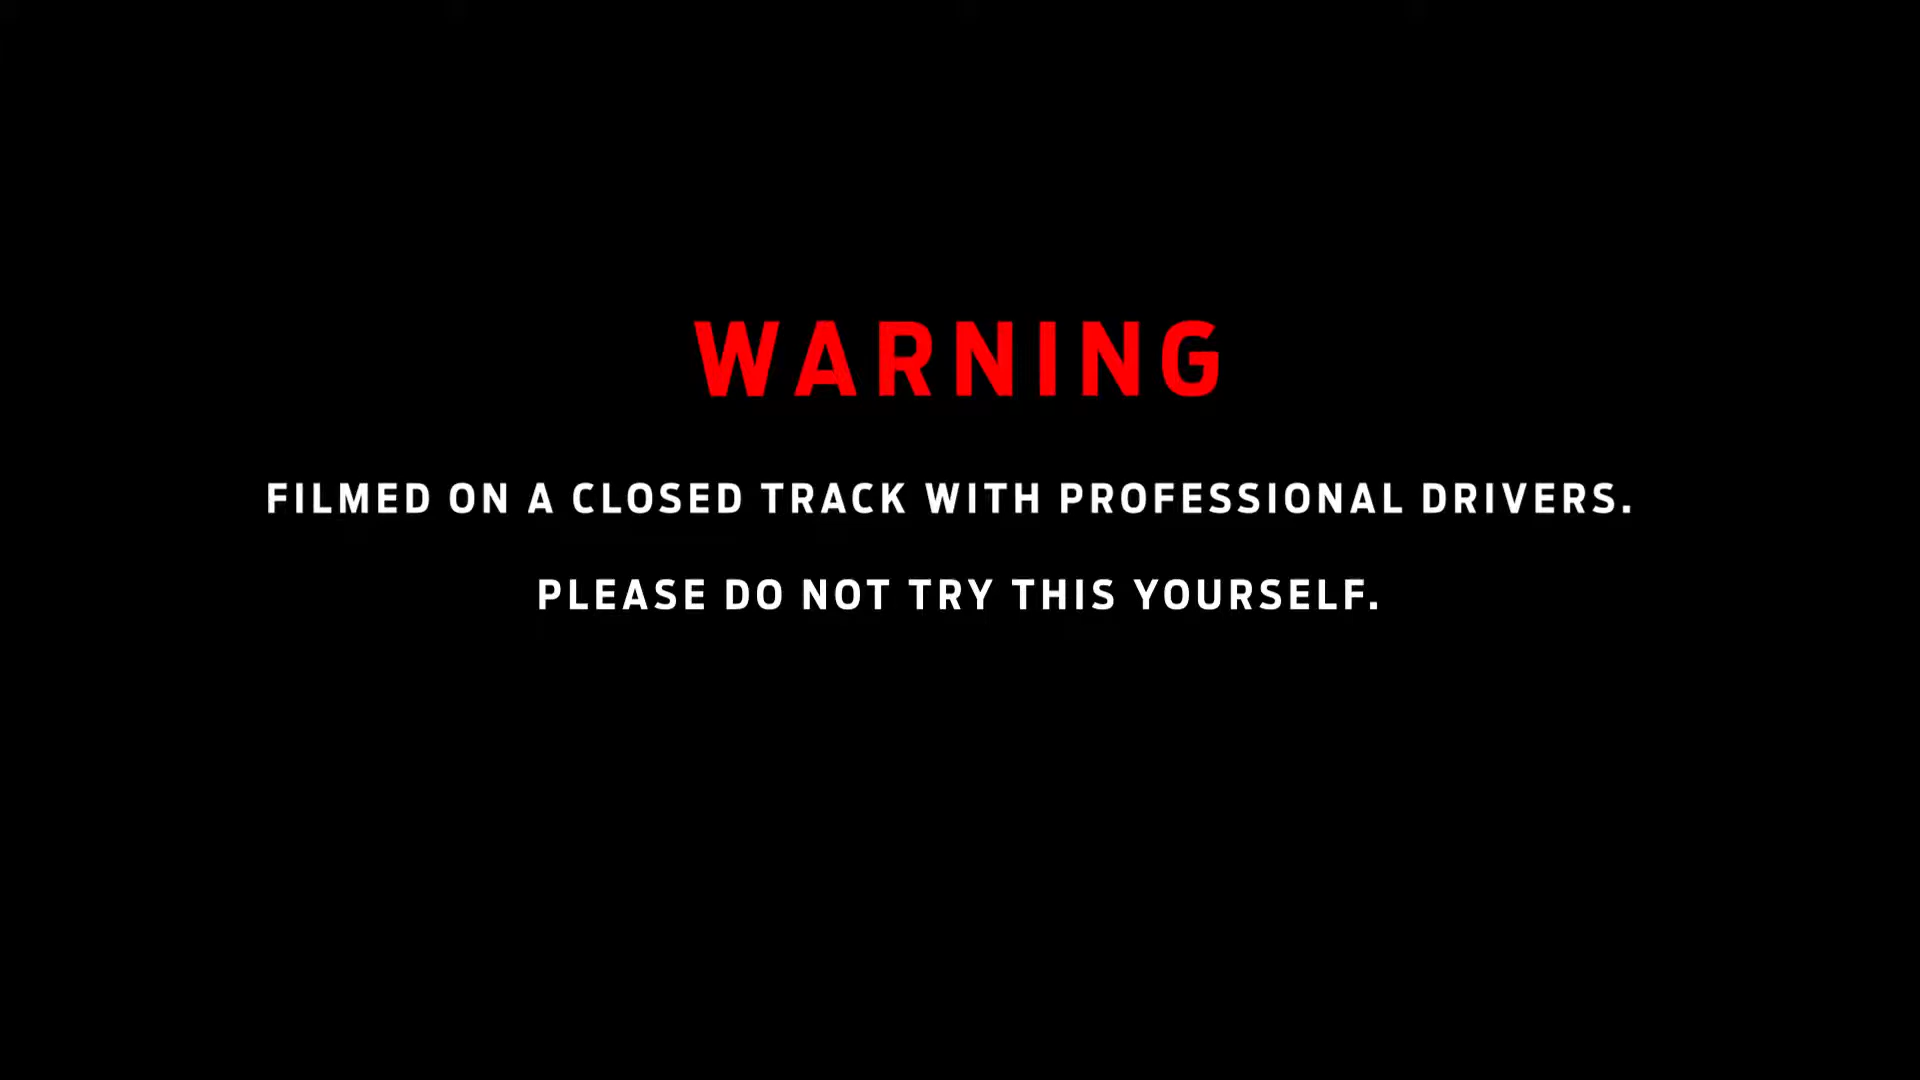 WARNING
FILMED ON A CLOSED TRACK WITH PROFESSIONAL DRIVERS.
PLEASE DO NOT TRY THIS YOURSELF.